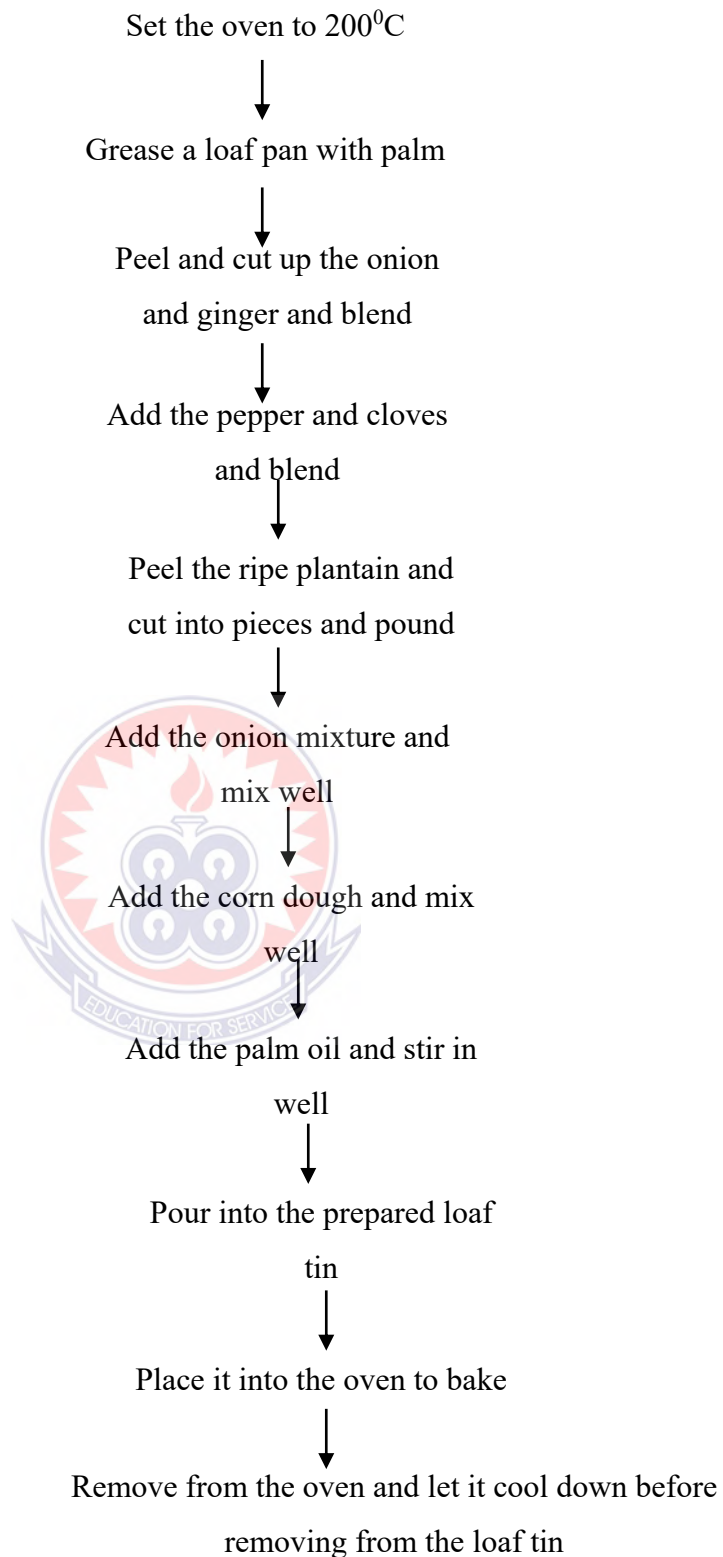 Set the oven to 200⁰C
Grease a loaf pan with palm
Peel and cut up the onion
and ginger and blend
Add the pepper and cloves
and blend
Peel the ripe plantain and
cut into pieces and pound
Add the onion mixture and
mix well
Add the corn dough and mix
well
EDUCATION FOR SERVICE
Add the palm oil and stir in
well
Pour into the prepared loaf
tin
Place it into the oven to bake
Remove from the oven and let it cool down before
removing from the loaf tin